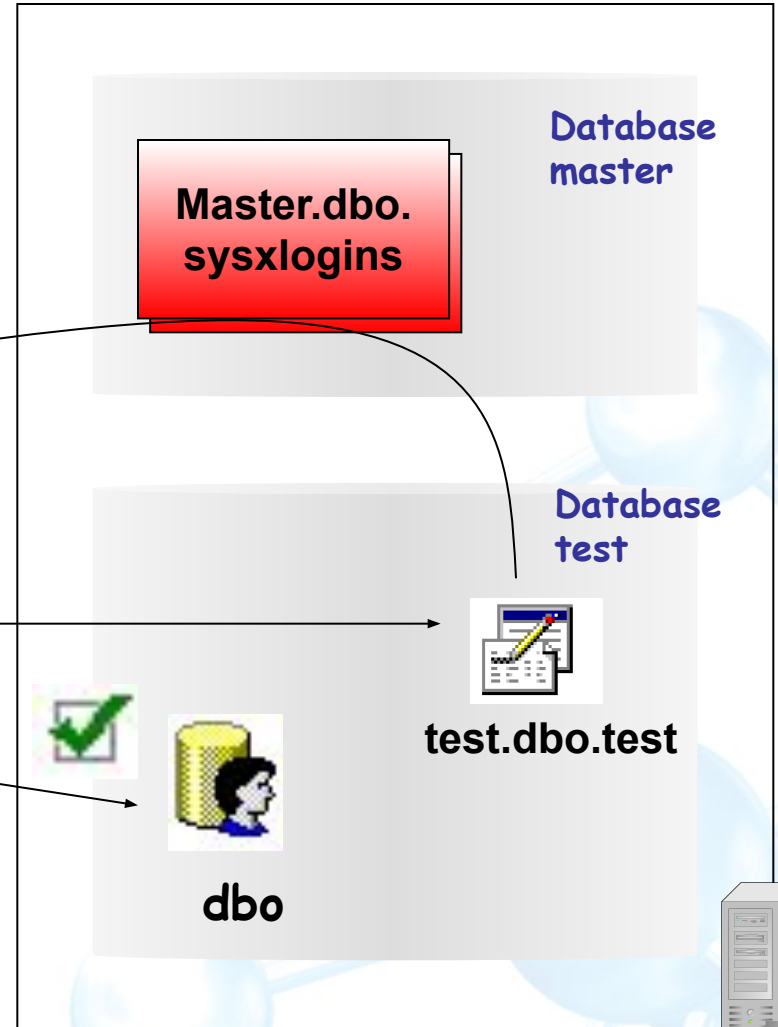 Database
master
Master.dbo.
sysxlogins
Database
test
test.dbo.test
dbo